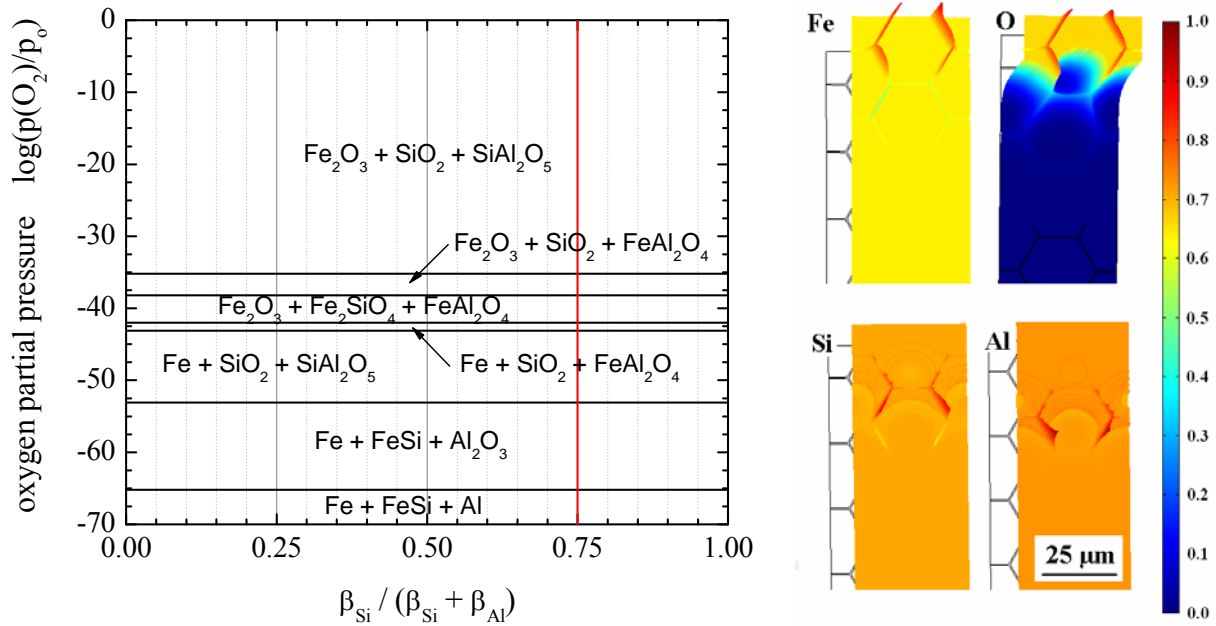 oxygen partial pressure log(p(O₂)/pₒ)
0
-10
-20
-30
-40
-50
-60
-70
Fe₂O₃ + SiO₂ + SiAl₂O₅
Fe₂O₃ + SiO₂ + FeAl₂O₄
Fe₂O₃ + Fe₂SiO₄ + FeAl₂O₄
Fe + SiO₂ + SiAl₂O₅
Fe + SiO₂ + FeAl₂O₄
Fe + FeSi + Al₂O₃
Fe + FeSi + Al
0.00 0.25 0.50 0.75 1.00
β_Si / (β_Si + β_Al)
Fe
O
Si
Al
25 μm
1.0
0.9
0.8
0.7
0.6
0.5
0.4
0.3
0.2
0.1
0.0